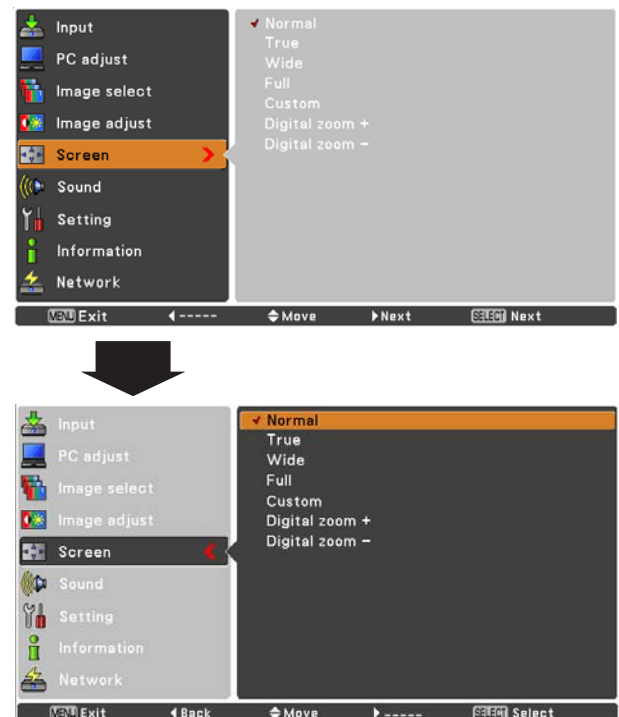 Input
PC adjust
Image select
Image adjust
Screen
Sound
Setting
Information
Network
✔ Normal
True
Wide
Full
Custom
Digital zoom +
Digital zoom –
MENU Exit ◀----- Move ▶Next SELECT Next
Input
PC adjust
Image select
Image adjust
Screen
Sound
Setting
Information
Network
✔ Normal
True
Wide
Full
Custom
Digital zoom +
Digital zoom –
MENU Exit ◀Back Move ▶----- SELECT Select